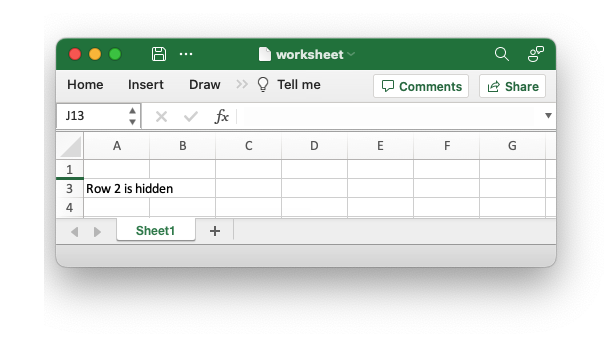 worksheet
Home Insert Draw Tell me Comments Share
J13 fx
A B C D E F G
1
3 Row 2 is hidden
4
Sheet1 +